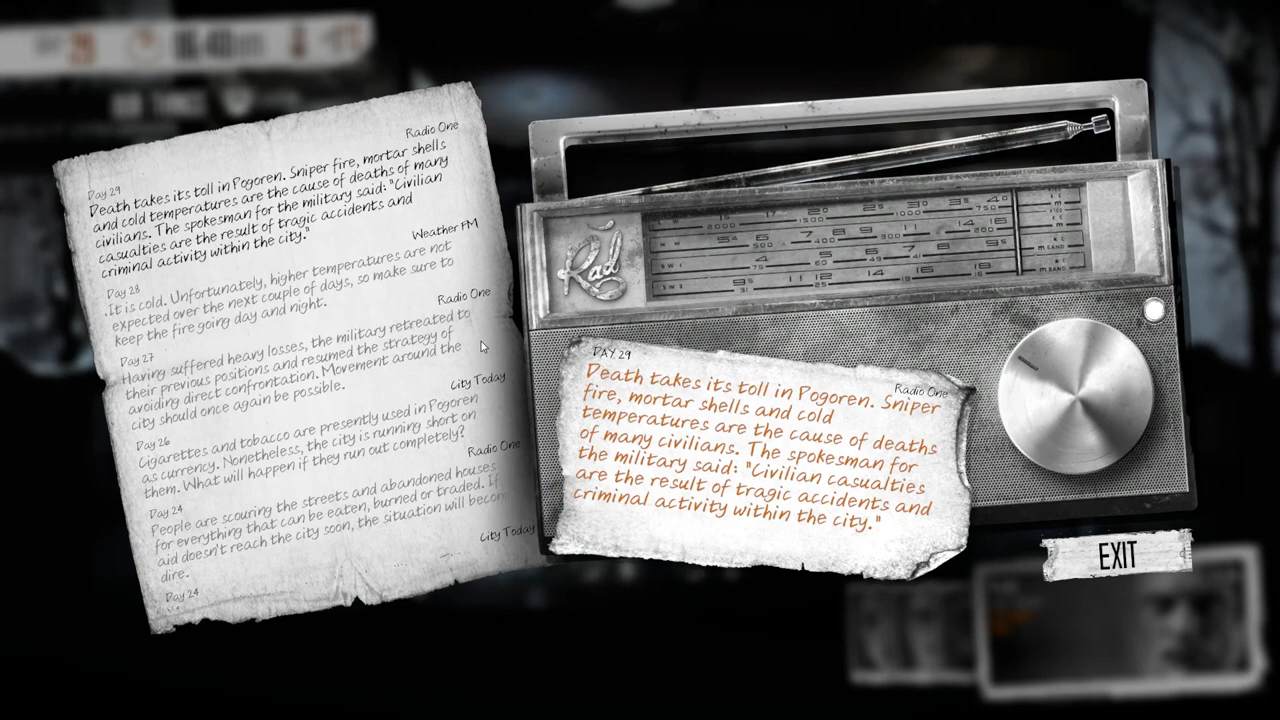 Radio One
Day 29
Death takes its toll in Pogoren. Sniper fire, mortar shells
and cold temperatures are the cause of deaths of many
civilians. The spokesman for the military said: "Civilian
casualties are the result of tragic accidents and
criminal activity within the city."
Weather FM
Day 28
It is cold. Unfortunately, higher temperatures are not
expected over the next couple of days, so make sure to
keep the fire going day and night.
Radio One
Day 27
Having suffered heavy losses, the military retreated to
their previous positions and resumed the strategy of
avoiding direct confrontation. Movement around the
city should once again be possible.
City Today
Day 26
Cigarettes and tobacco are presently used in Pogoren
as currency. Nonetheless, the city is running short on
them. What will happen if they run out completely?
Radio One
Day 24
People are scouring the streets and abandoned houses
for everything that can be eaten, burned or traded. If
aid doesn't reach the city soon, the situation will becom
dire.
City Today
Day 24
Rad
DAY 29
Radio One
Death takes its toll in Pogoren. Sniper
fire, mortar shells and cold
temperatures are the cause of deaths
of many civilians. The spokesman for
the military said: "Civilian casualties
are the result of tragic accidents and
criminal activity within the city."
EXIT